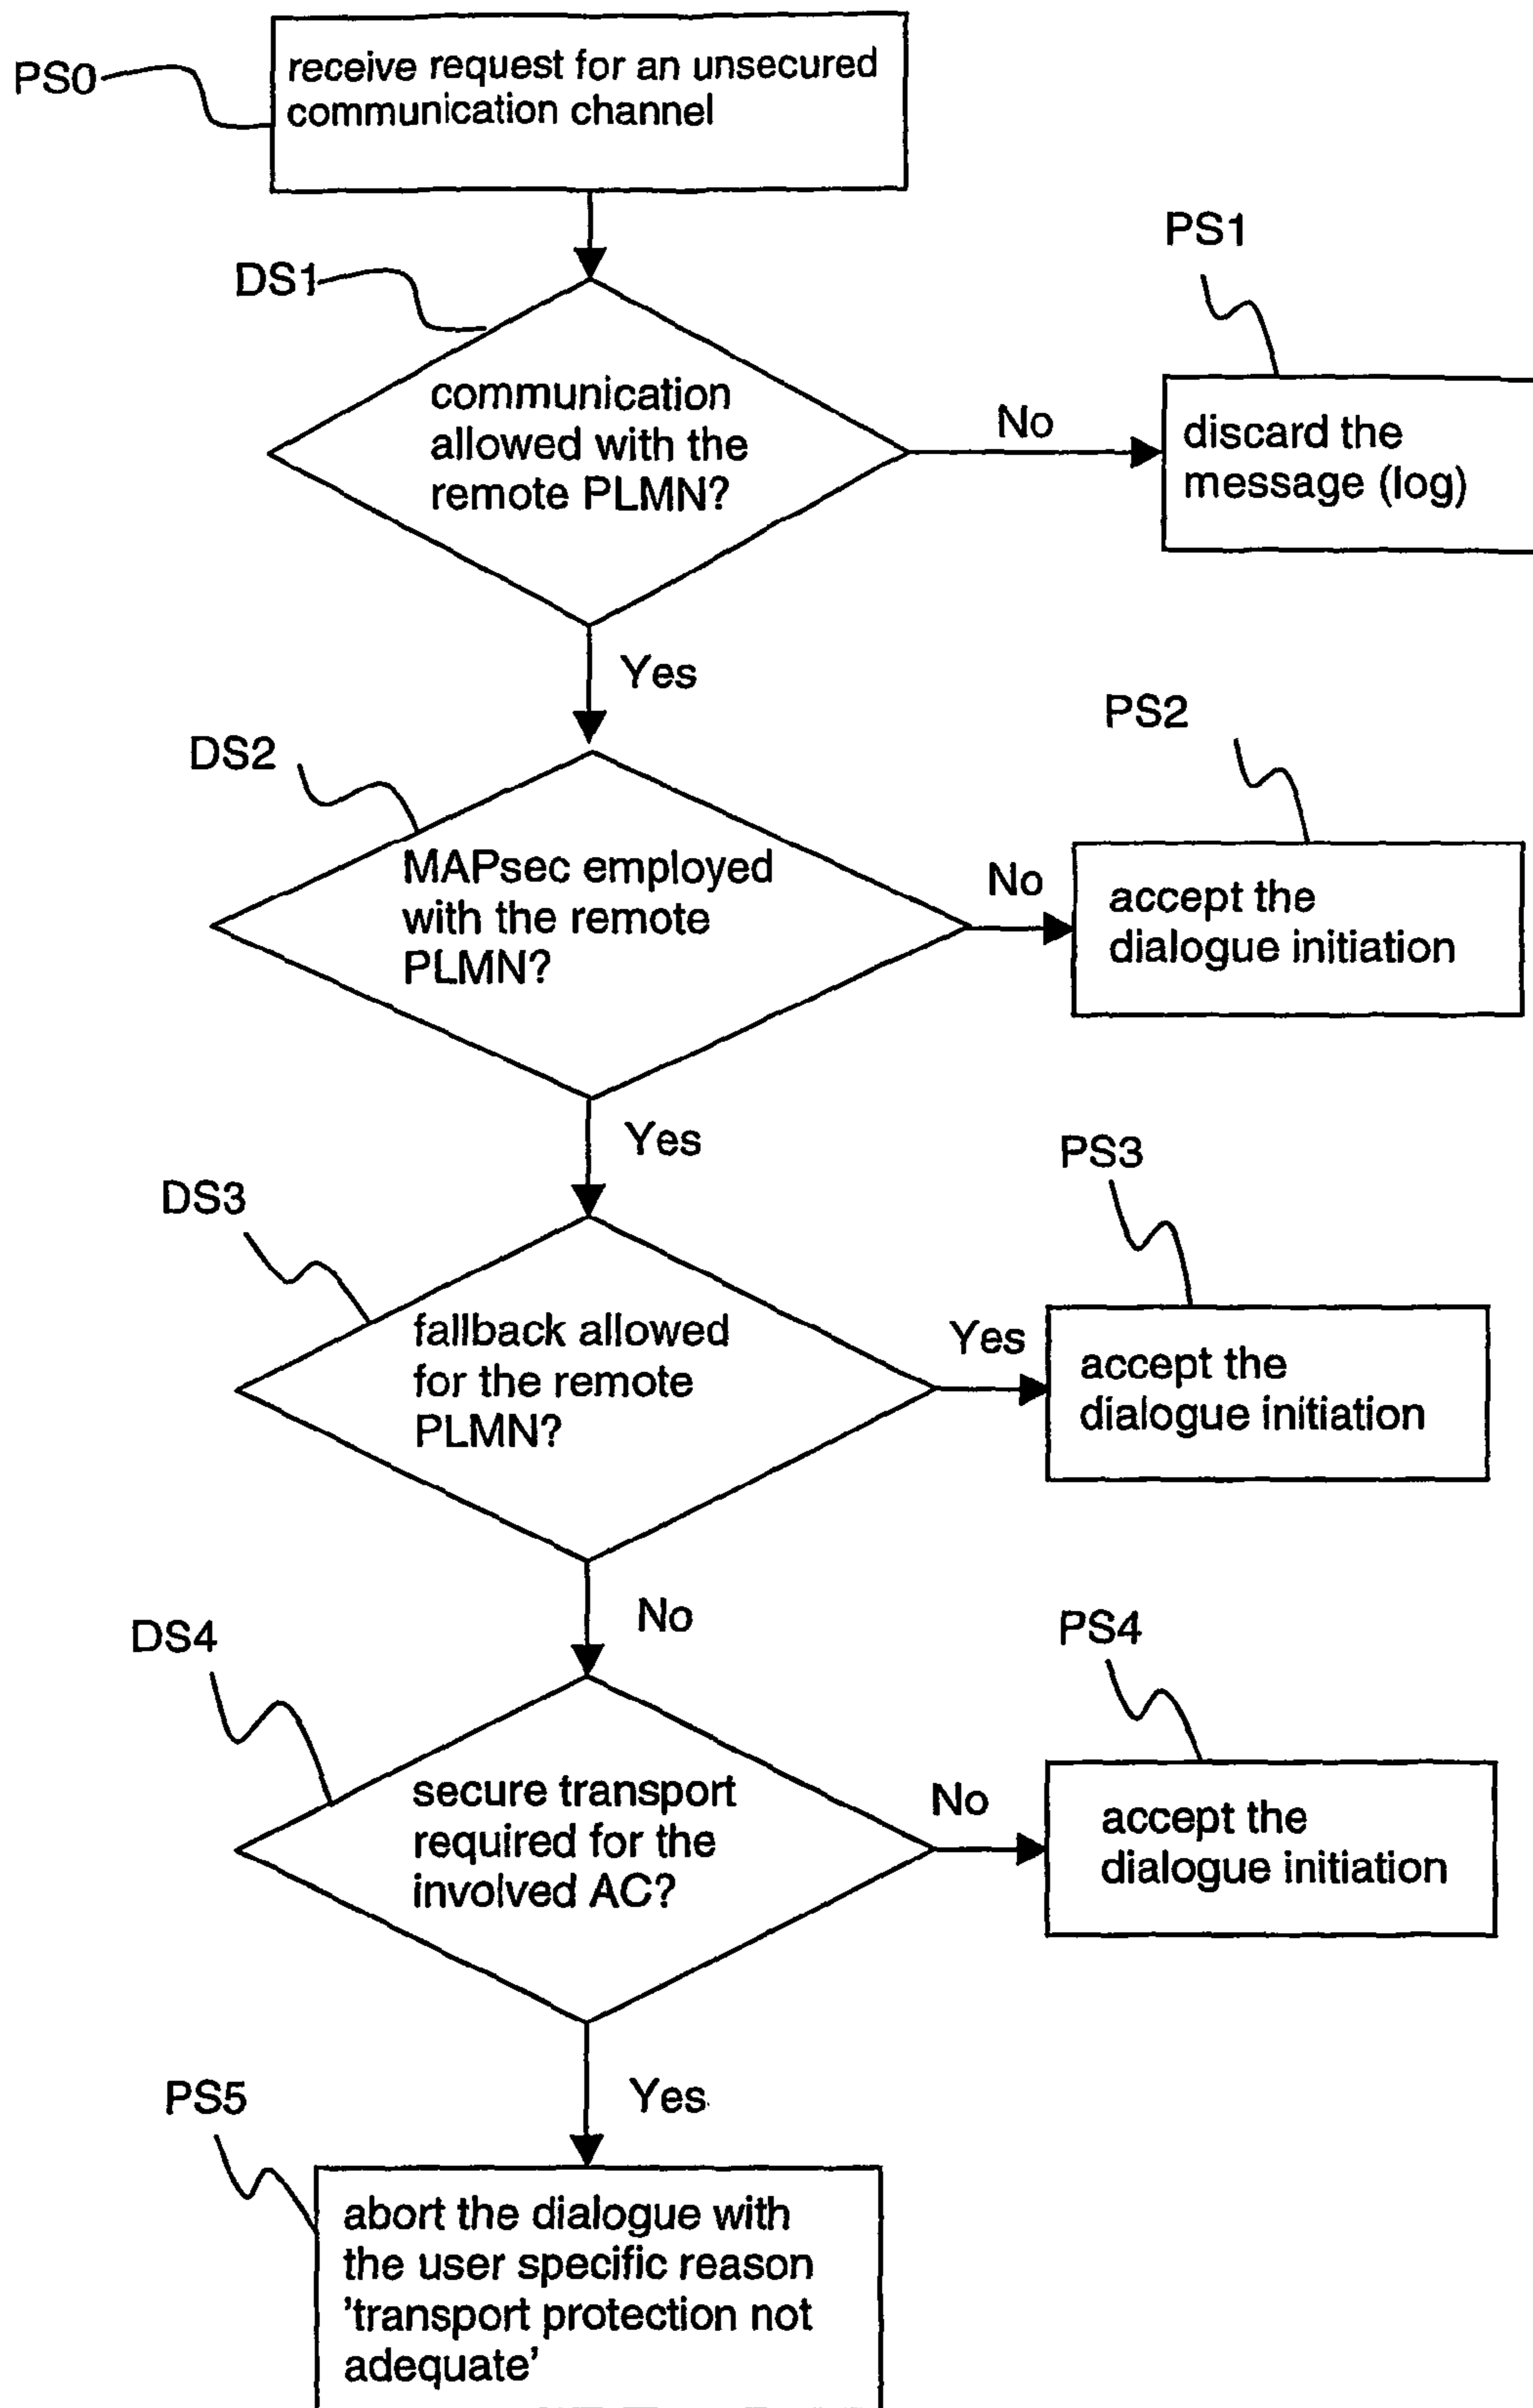 PS0
receive request for an unsecured
communication channel
DS1
communication
allowed with the
remote PLMN?
No
PS1
discard the
message (log)
Yes
DS2
MAPsec employed
with the remote
PLMN?
No
PS2
accept the
dialogue initiation
Yes
DS3
fallback allowed
for the remote
PLMN?
Yes
PS3
accept the
dialogue initiation
No
DS4
secure transport
required for the
involved AC?
No
PS4
accept the
dialogue initiation
Yes
PS5
abort the dialogue with
the user specific reason
'transport protection not
adequate'